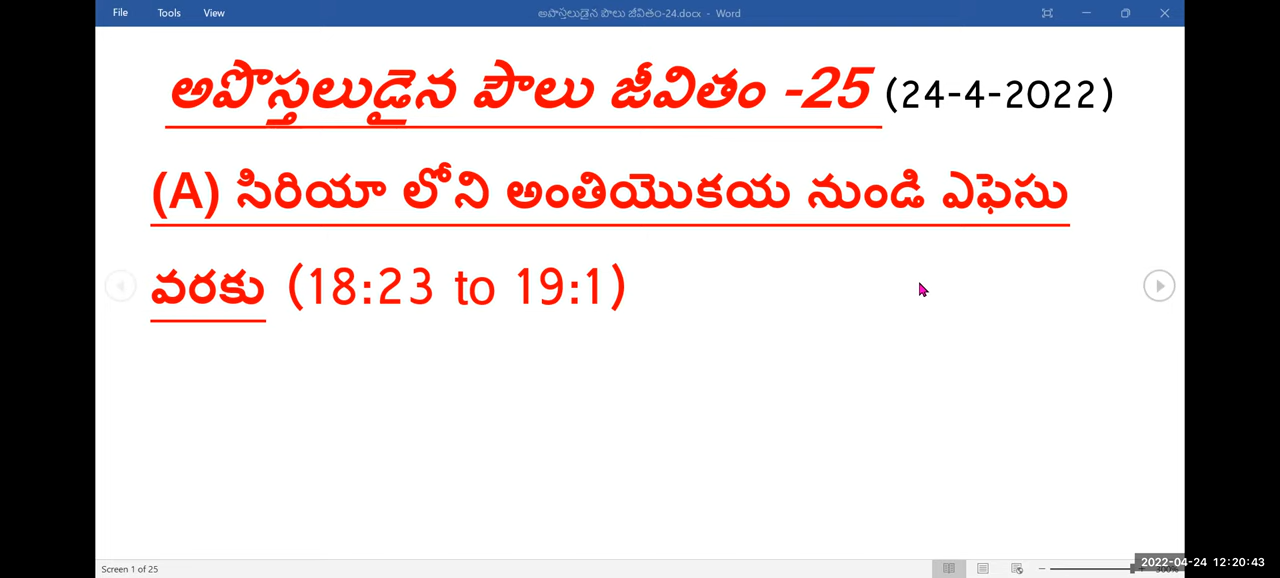 File Tools View అపొస్తలుడైన పౌలు జీవితం-24.docx - Word
అపొస్తలుడైన పౌలు జీవితం -25 (24-4-2022)
(A) సిరియా లోని అంతియొకయ నుండి ఎఫెసు
వరకు (18:23 to 19:1)
2022-04-24 12:20:43
Screen 1 of 25